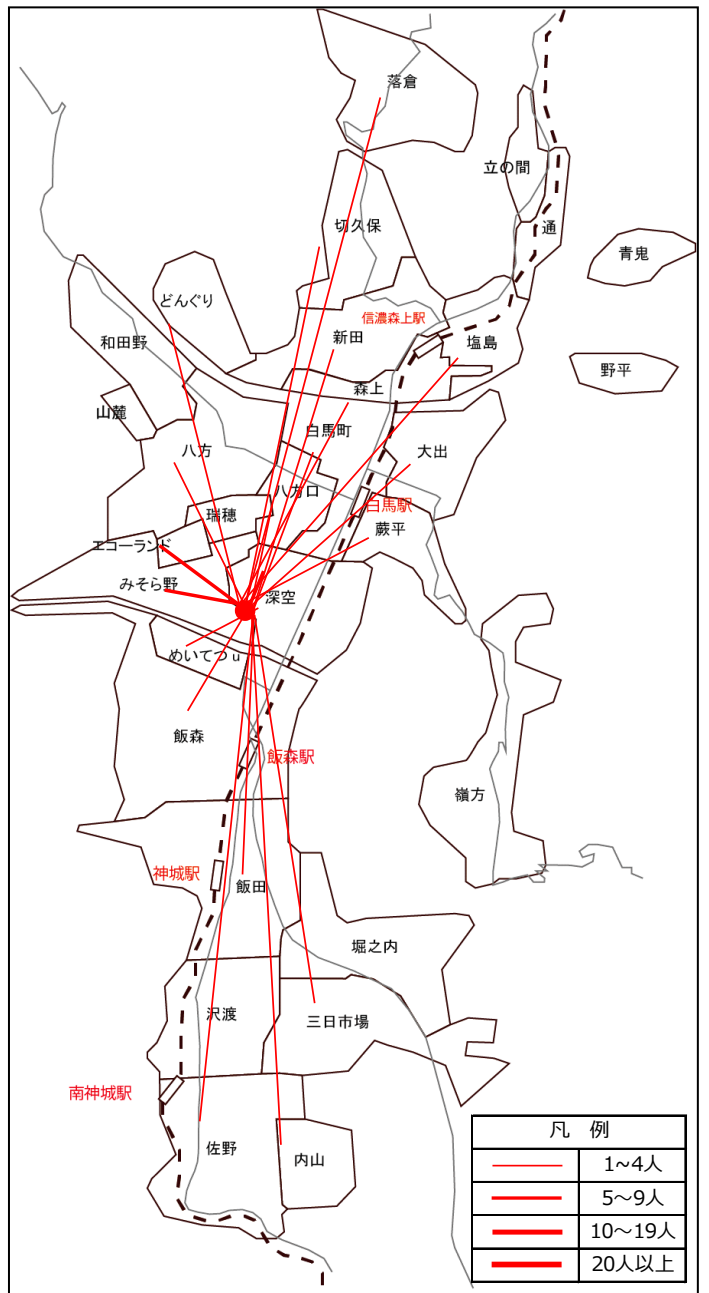 落倉
立の間
切久保
通
青鬼
どんぐり
信濃森上駅
新田
塩島
和田野
野平
森上
山麓
白馬町
八方
大出
八方口
白馬駅
瑞穂
蕨平
エコーランド
みそら野
深空
めいてつu
飯森
飯森駅
嶺方
神城駅
飯田
堀之内
沢渡
三日市場
南神城駅
佐野
内山
凡 例
1~4人
5～9人
10～19人
20人以上